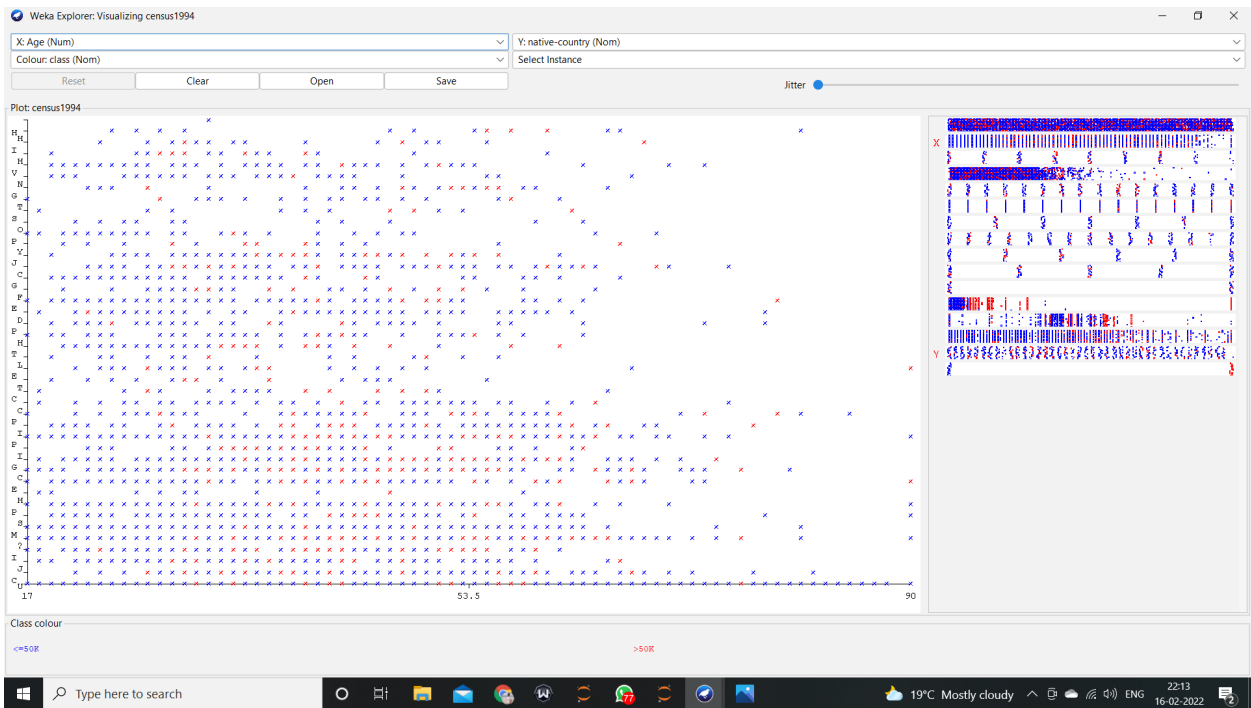 Weka Explorer: Visualizing census1994
X: Age (Num)
Y: native-country (Nom)
Colour: class (Nom)
Select Instance
Reset
Clear
Open
Save
Jitter
Plot: census1994
H
H
I
H
V
N
G
T
S
O
P
Y
J
C
G
F
E
D
P
H
T
L
E
T
C
C
P
I
P
I
G
C
E
H
P
S
M
?
I
J
C
U
17
53.5
90
X
Y
Class colour
<=50K
>50K
Type here to search
77
19°C Mostly cloudy
ENG
22:13
16-02-2022
2